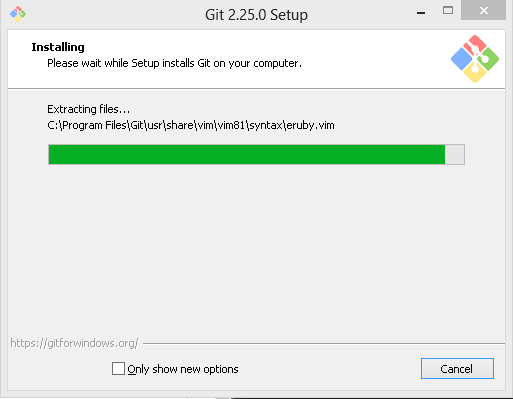 Git 2.25.0 Setup
Installing
Please wait while Setup installs Git on your computer.
Extracting files...
C:\Program Files\Git\usr\share\vim\vim81\syntax\eruby.vim
https://gitforwindows.org/
Only show new options
Cancel